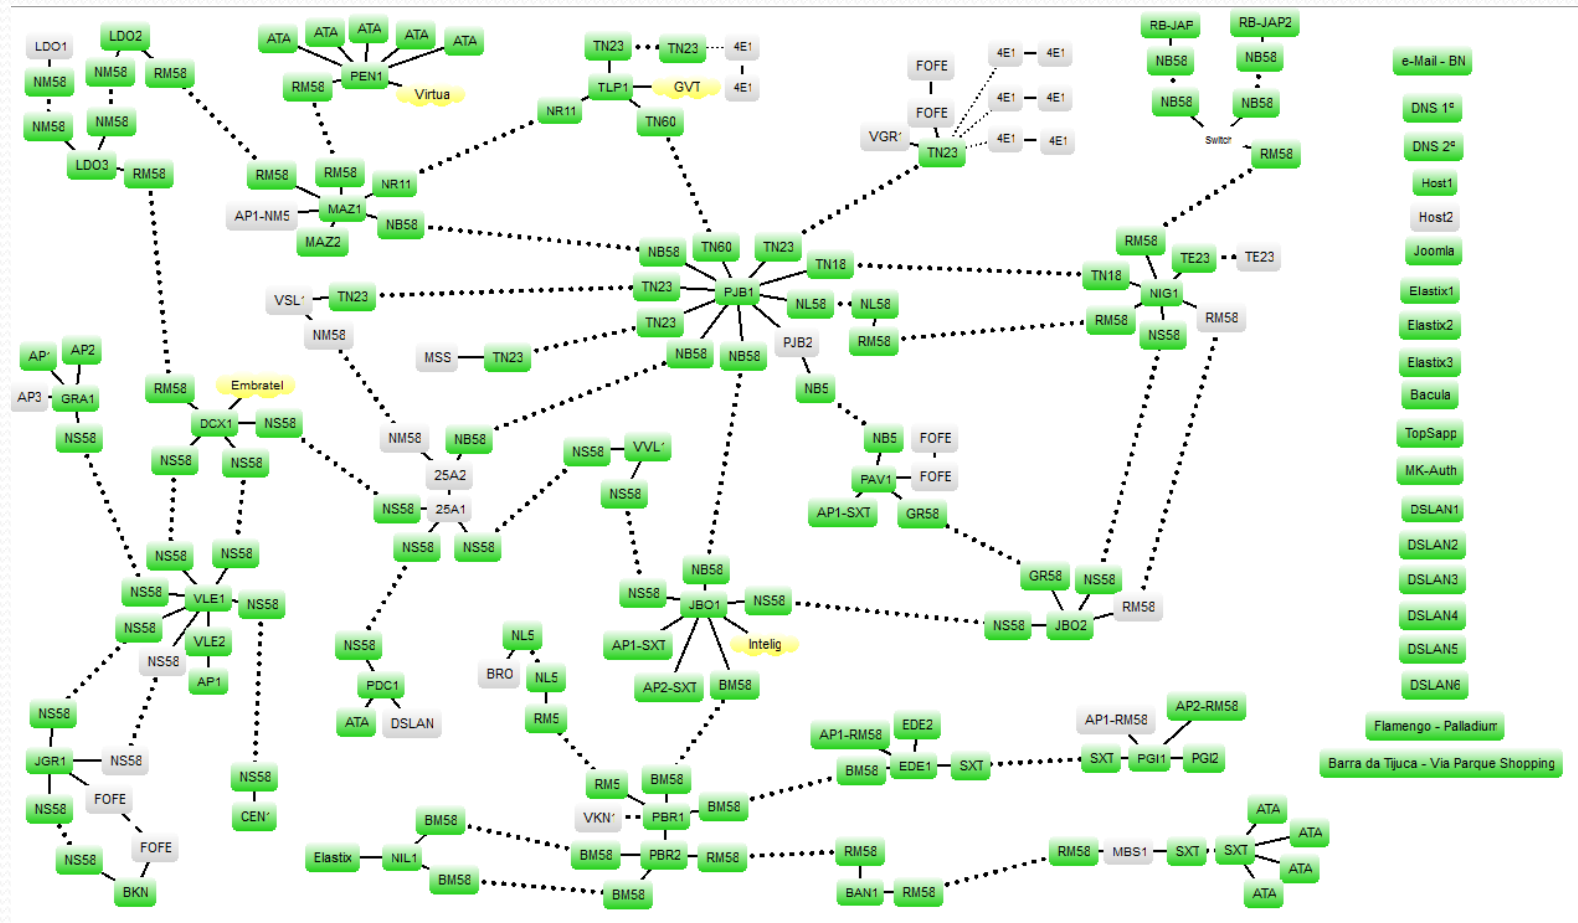 LDO1
LDO2
NM58
NM58
RM58
NM58
NM58
LDO3
RM58
ATA
ATA
ATA
ATA
ATA
RM58
PEN1
Virtua
RM58
RM58
NR11
AP1-NM5
MAZ1
MAZ2
NB58
TN23
TN23
4E1
4E1
TLP1
GVT
NR11
TN60
FOFE
FOFE
VGR1
TN23
4E1
4E1
4E1
4E1
4E1
4E1
RB-JAP
RB-JAP2
NB58
NB58
NB58
NB58
Switch
RM58
NB58
TN60
TN23
TN18
TN23
PJB1
NL58
NL58
TN23
NB58
NB58
PJB2
RM58
NB5
VSL1
TN23
NM58
MSS
TN23
RM58
TE23
TE23
TN18
NIG1
RM58
NS58
RM58
AP1
AP2
AP3
GRA1
NS58
RM58
Embratel
DCX1
NS58
NS58
NS58
NM58
NB58
25A2
25A1
NS58
NS58
NS58
NS58
VVL1
NS58
NB5
FOFE
PAV1
FOFE
AP1-SXT
GR58
NS58
NS58
NS58
VLE1
NS58
NS58
VLE2
NS58
AP1
NS58
JGR1
NS58
FOFE
NS58
FOFE
NS58
BKN
NS58
CEN1
NS58
PDC1
ATA
DSLAN
NB58
NS58
JBO1
NS58
AP1-SXT
Intelig
AP2-SXT
BM58
GR58
NS58
RM58
NS58
JBO2
NL5
BRO
NL5
RM5
RM5
BM58
VKN1
PBR1
BM58
BM58
PBR2
RM58
BM58
BM58
Elastix
NIL1
BM58
AP1-RM58
EDE2
BM58
EDE1
SXT
AP1-RM58
AP2-RM58
SXT
PGI1
PGI2
RM58
BAN1
RM58
RM58
MBS1
SXT
SXT
ATA
ATA
ATA
ATA
e-Mail - BN
DNS 1º
DNS 2º
Host1
Host2
Joomla
Elastix1
Elastix2
Elastix3
Bacula
TopSapp
MK-Auth
DSLAN1
DSLAN2
DSLAN3
DSLAN4
DSLAN5
DSLAN6
Flamengo - Palladium
Barra da Tijuca - Via Parque Shopping